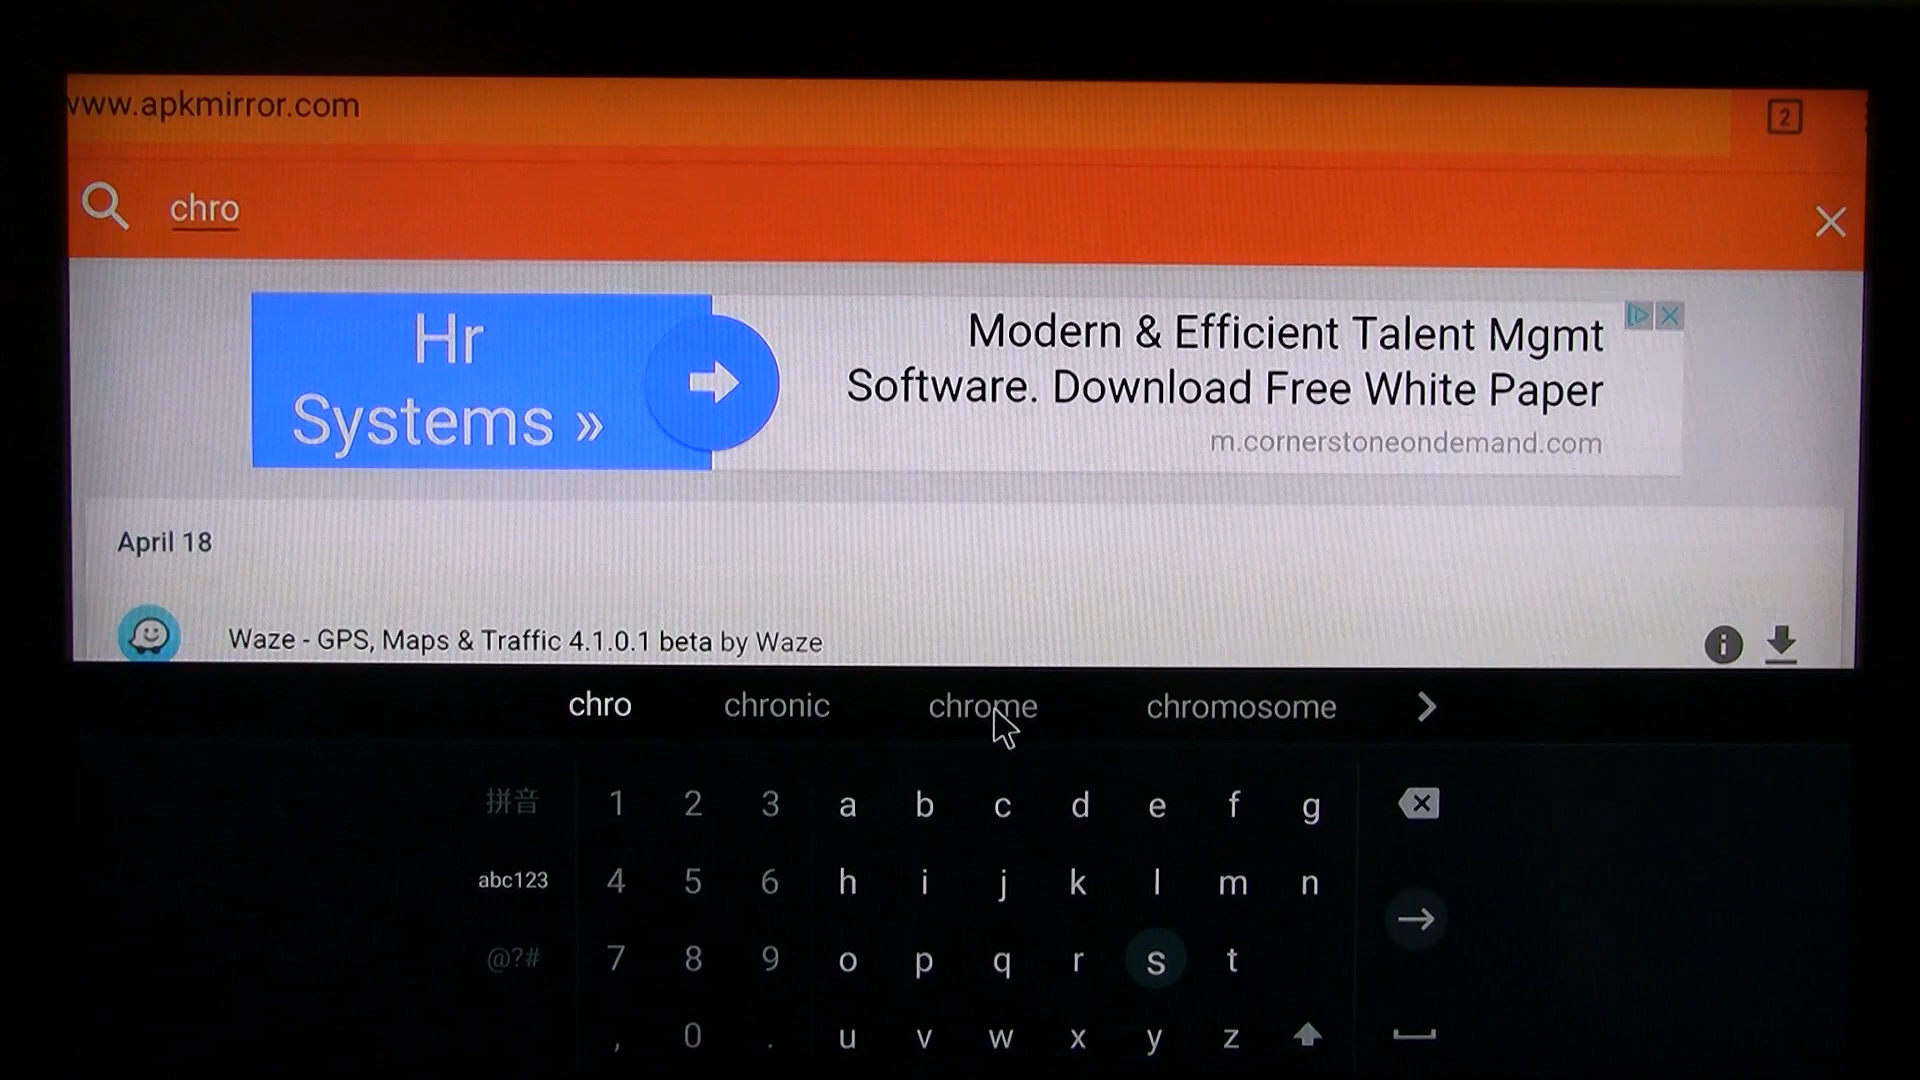 www.apkmirror.com
2
chro
Hr
Systems »
Modern & Efficient Talent Mgmt
Software. Download Free White Paper
m.cornerstoneondemand.com
April 18
Waze - GPS, Maps & Traffic 4.1.0.1 beta by Waze
chro chronic chrome chromosome
拼音 1 2 3 a b c d e f g
abc123 4 5 6 h i j k l m n
@?# 7 8 9 o p q r s t
, 0 . u v w x y z